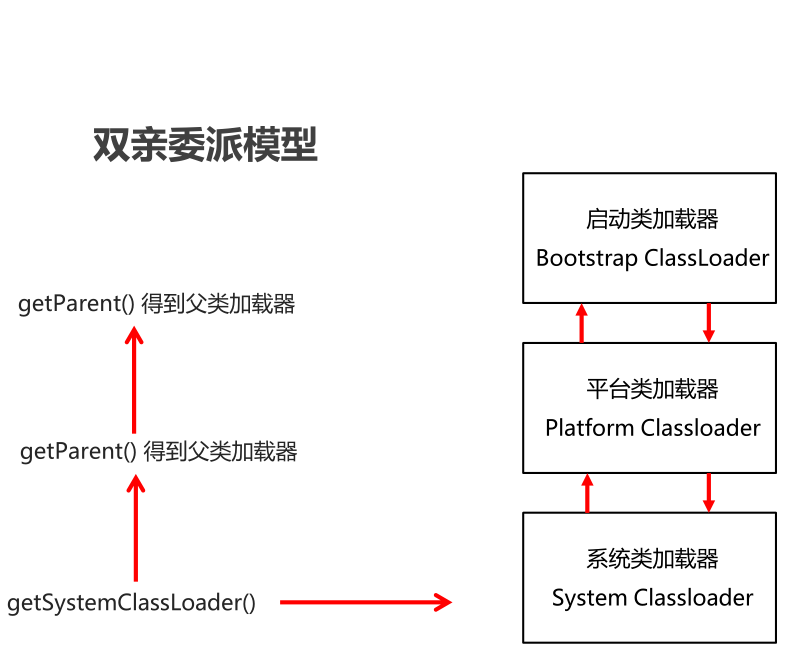 双亲委派模型
启动类加载器
Bootstrap ClassLoader
getParent() 得到父类加载器
平台类加载器
Platform Classloader
getParent() 得到父类加载器
系统类加载器
System Classloader
getSystemClassLoader()